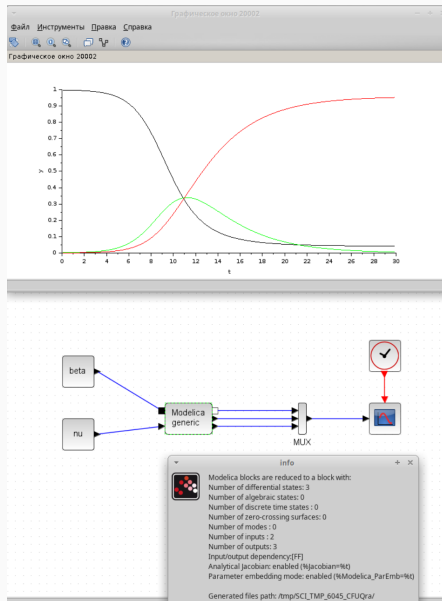 Графическое окно 20002
Файл Инструменты Правка Справка
Графическое окно 20002
1
0.9
0.8
0.7
0.6
0.5
0.4
0.3
0.2
0.1
0
y
0 2 4 6 8 10 12 14 16 18 20 22 24 26 28 30
t
beta
nu
Modelica
generic
MUX
info
Modelica blocks are reduced to a block with:
Number of differential states: 3
Number of algebraic states: 0
Number of discrete time states : 0
Number of zero-crossing surfaces: 0
Number of modes : 0
Number of inputs : 2
Number of outputs: 3
Input/output dependency:[FF]
Analytical Jacobian: enabled (%Jacobian=%t)
Parameter embedding mode: enabled (%Modelica_ParEmb=%t)
Generated files path: /tmp/SCI_TMP_6045_CFUQra/